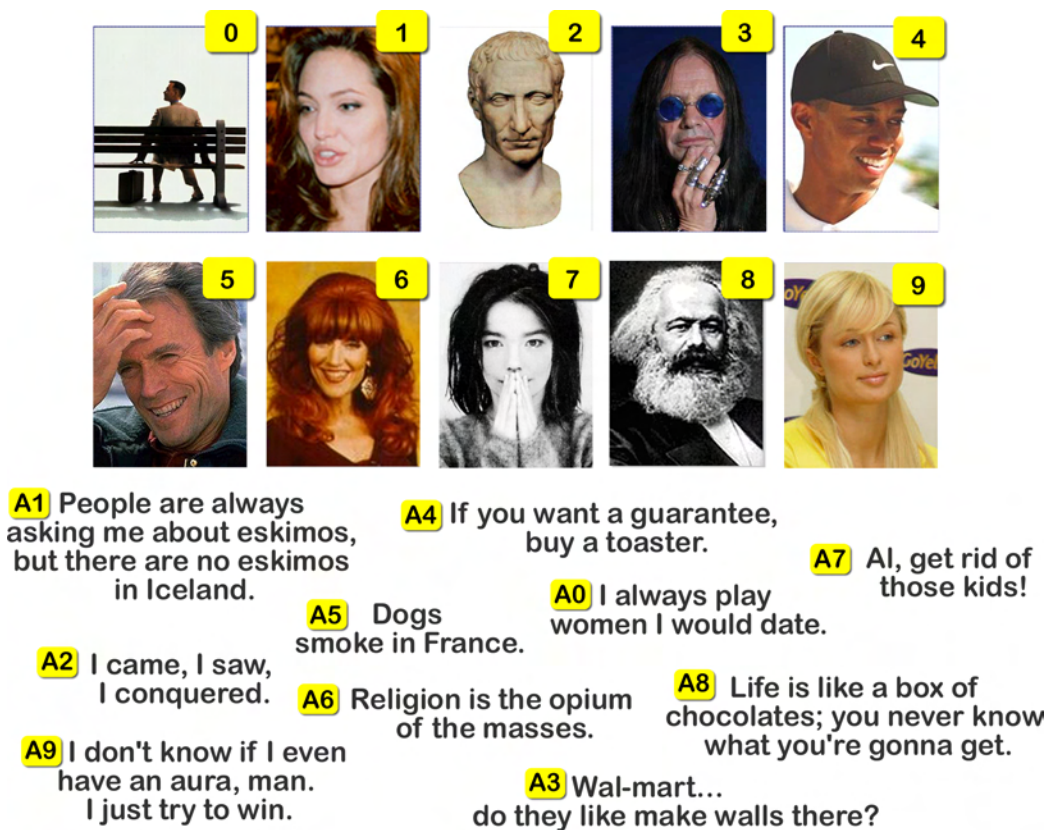 0
1
2
3
4
5
6
7
8
9
GoYell
A1 People are always
asking me about eskimos,
but there are no eskimos
in Iceland.
A4 If you want a guarantee,
buy a toaster.
A7 Al, get rid of
those kids!
A5 Dogs
smoke in France.
A0 I always play
women I would date.
A2 I came, I saw,
I conquered.
A6 Religion is the opium
of the masses.
A8 Life is like a box of
chocolates; you never know
what you're gonna get.
A9 I don't know if I even
have an aura, man.
I just try to win.
A3 Wal-mart...
do they like make walls there?